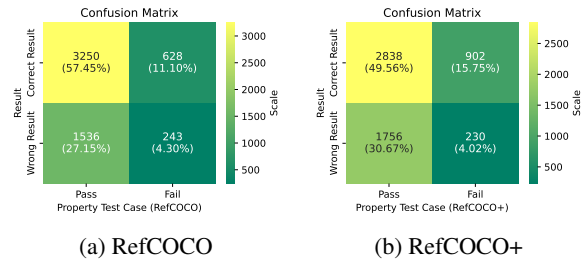 Confusion Matrix
Result
Correct Result
Wrong Result
3250
(57.45%)
628
(11.10%)
1536
(27.15%)
243
(4.30%)
Pass
Fail
Property Test Case (RefCOCO)
3000
2500
2000
1500
1000
500
Scale
(a) RefCOCO
Confusion Matrix
Result
Correct Result
Wrong Result
2838
(49.56%)
902
(15.75%)
1756
(30.67%)
230
(4.02%)
Pass
Fail
Property Test Case (RefCOCO+)
2500
2000
1500
1000
500
Scale
(b) RefCOCO+